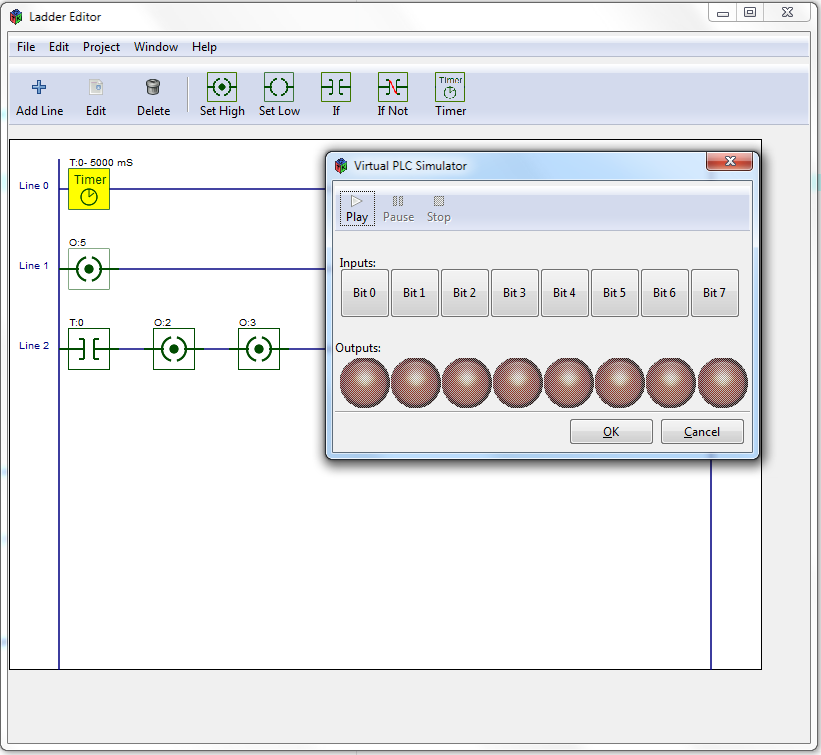 Ladder Editor
File Edit Project Window Help
Add Line Edit Delete Set High Set Low If If Not Timer
Timer
T:0- 5000 mS
Line 0
Timer
O:5
Line 1
T:0 O:2 O:3
Line 2
Virtual PLC Simulator
Play Pause Stop
Inputs:
Bit 0 Bit 1 Bit 2 Bit 3 Bit 4 Bit 5 Bit 6 Bit 7
Outputs:
OK Cancel